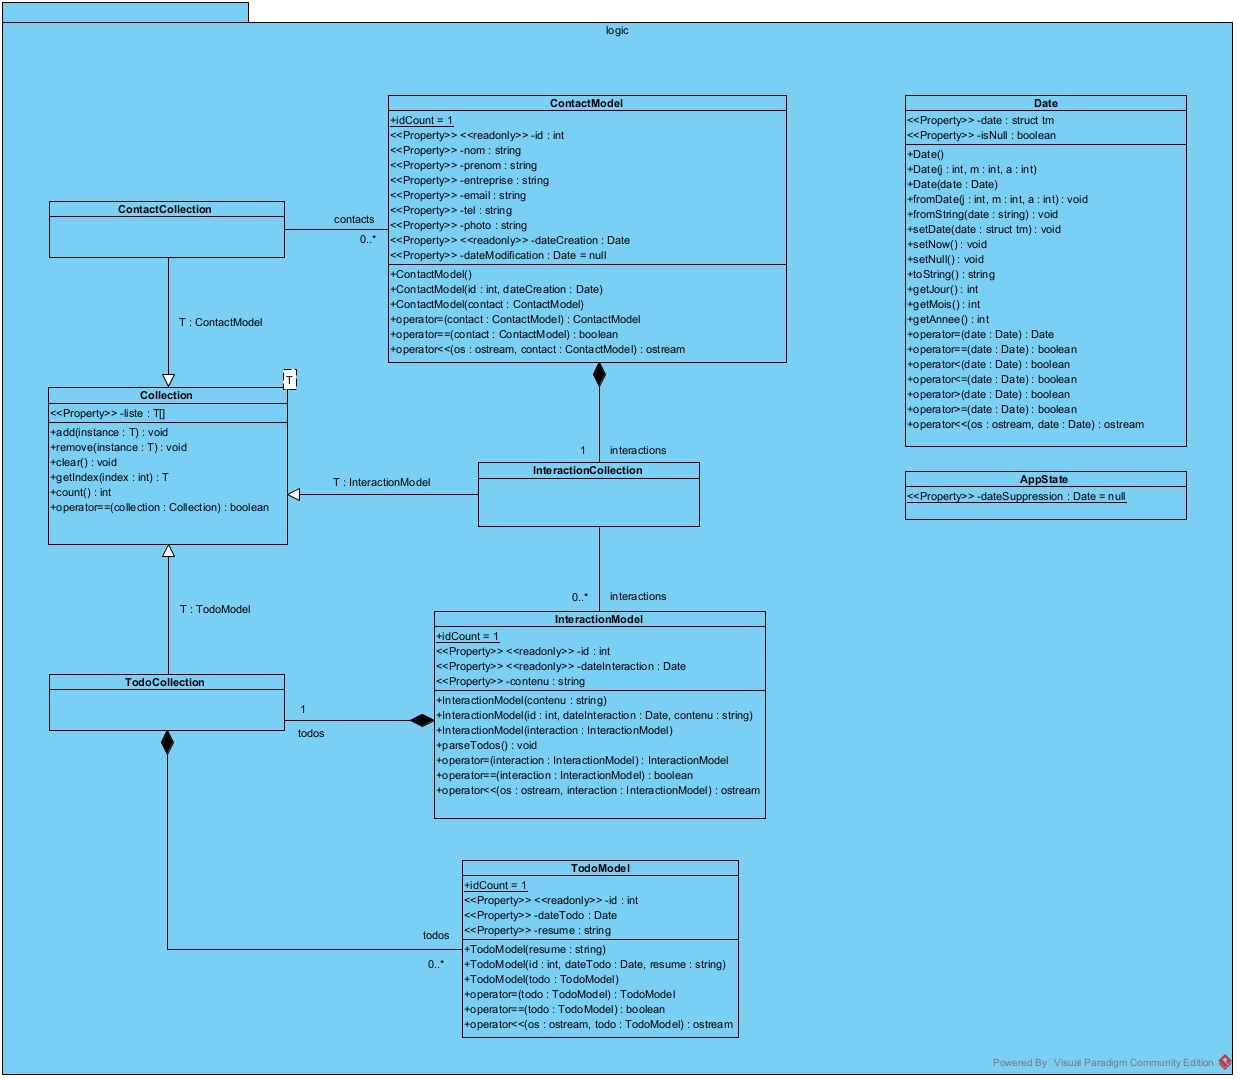 logic
ContactModel
+idCount = 1
<<Property>> <<readonly>> -id : int
<<Property>> -nom : string
<<Property>> -prenom : string
<<Property>> -entreprise : string
<<Property>> -email : string
<<Property>> -tel : string
<<Property>> -photo : string
<<Property>> <<readonly>> -dateCreation : Date
<<Property>> -dateModification : Date = null
+ContactModel()
+ContactModel(id : int, dateCreation : Date)
+ContactModel(contact : ContactModel)
+operator=(contact : ContactModel) : ContactModel
+operator==(contact : ContactModel) : boolean
+operator<<(os : ostream, contact : ContactModel) : ostream
Date
<<Property>> -date : struct tm
<<Property>> -isNull : boolean
+Date()
+Date(j : int, m : int, a : int)
+Date(date : Date)
+fromDate(j : int, m : int, a : int) : void
+fromString(date : string) : void
+setDate(date : struct tm) : void
+setNow() : void
+setNull() : void
+toString() : string
+getJour() : int
+getMois() : int
+getAnnee() : int
+operator=(date : Date) : Date
+operator==(date : Date) : boolean
+operator<(date : Date) : boolean
+operator<=(date : Date) : boolean
+operator>(date : Date) : boolean
+operator>=(date : Date) : boolean
+operator<<(os : ostream, date : Date) : ostream
ContactCollection
contacts
0..*
T : ContactModel
T
Collection
<<Property>> -liste : T[]
+add(instance : T) : void
+remove(instance : T) : void
+clear() : void
+getIndex(index : int) : T
+count() : int
+operator==(collection : Collection) : boolean
1
interactions
InteractionCollection
T : InteractionModel
AppState
<<Property>> -dateSuppression : Date = null
0..*
interactions
T : TodoModel
InteractionModel
+idCount = 1
<<Property>> <<readonly>> -id : int
<<Property>> <<readonly>> -dateInteraction : Date
<<Property>> -contenu : string
+InteractionModel(contenu : string)
+InteractionModel(id : int, dateInteraction : Date, contenu : string)
+InteractionModel(interaction : InteractionModel)
+parseTodos() : void
+operator=(interaction : InteractionModel) : InteractionModel
+operator==(interaction : InteractionModel) : boolean
+operator<<(os : ostream, interaction : InteractionModel) : ostream
TodoCollection
1
todos
TodoModel
+idCount = 1
<<Property>> <<readonly>> -id : int
<<Property>> -dateTodo : Date
<<Property>> -resume : string
+TodoModel(resume : string)
+TodoModel(id : int, dateTodo : Date, resume : string)
+TodoModel(todo : TodoModel)
+operator=(todo : TodoModel) : TodoModel
+operator==(todo : TodoModel) : boolean
+operator<<(os : ostream, todo : TodoModel) : ostream
todos
0..*
Powered By Visual Paradigm Community Edition